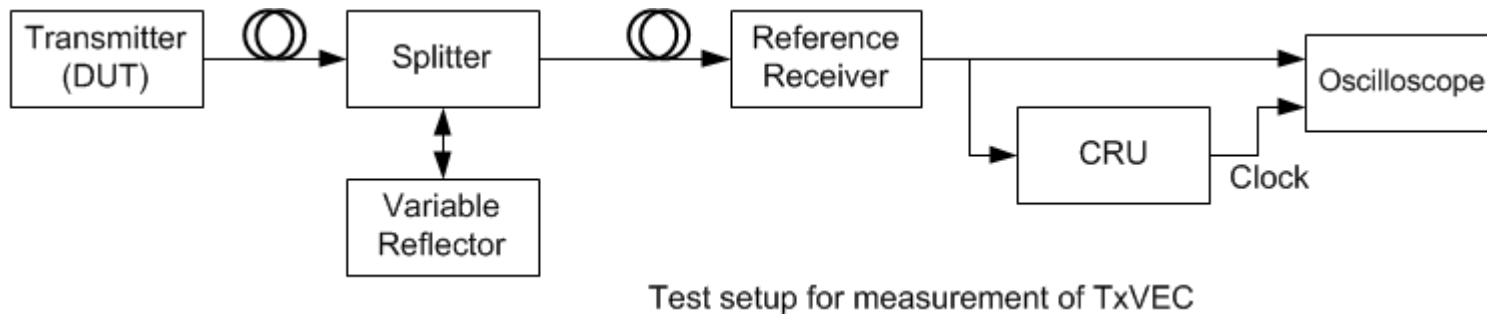 Transmitter
(DUT)
Splitter
Reference
Receiver
Oscilloscope
CRU
Clock
Variable
Reflector
Test setup for measurement of TxVEC